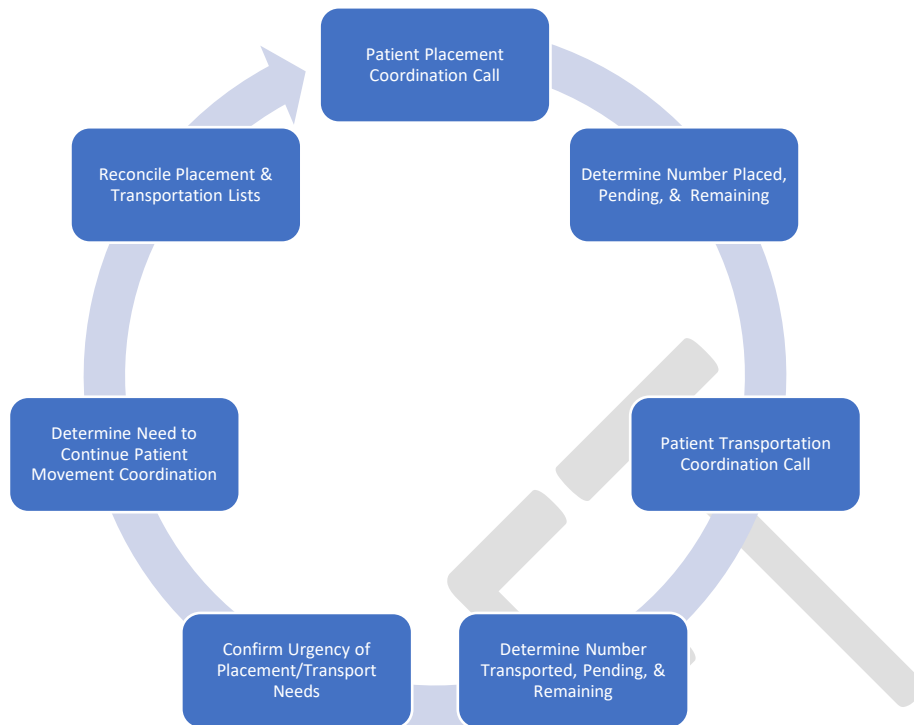 Patient Placement
Coordination Call
Determine Number Placed,
Pending, & Remaining
Patient Transportation
Coordination Call
Determine Number
Transported, Pending, &
Remaining
Confirm Urgency of
Placement/Transport
Needs
Determine Need to
Continue Patient
Movement Coordination
Reconcile Placement &
Transportation Lists